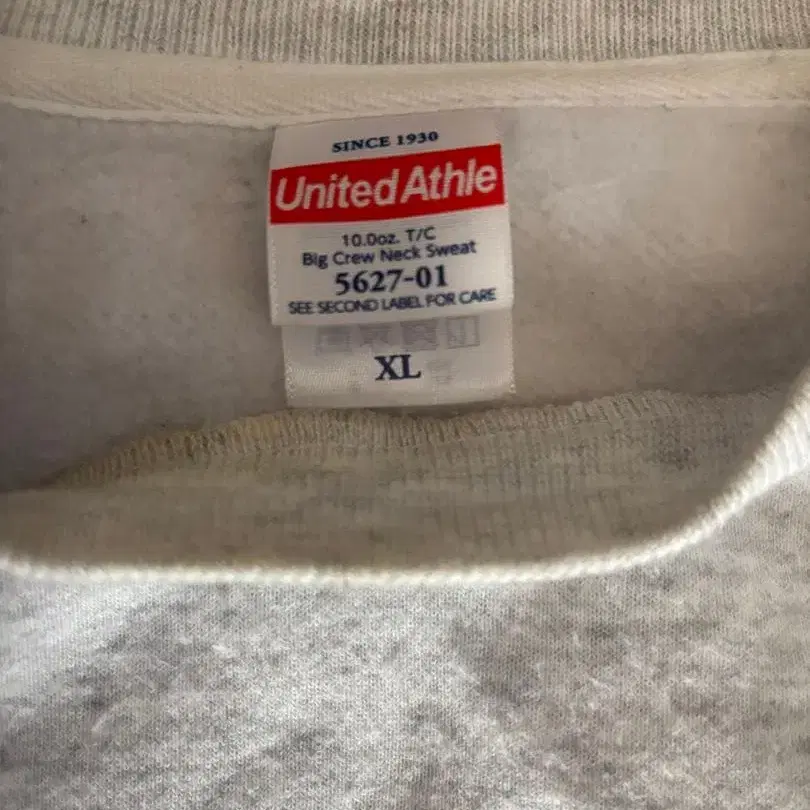 SINCE 1930
United Athle
10.0oz. T/C
Big Crew Neck Sweat
5627-01
SEE SECOND LABEL FOR CARE
XL